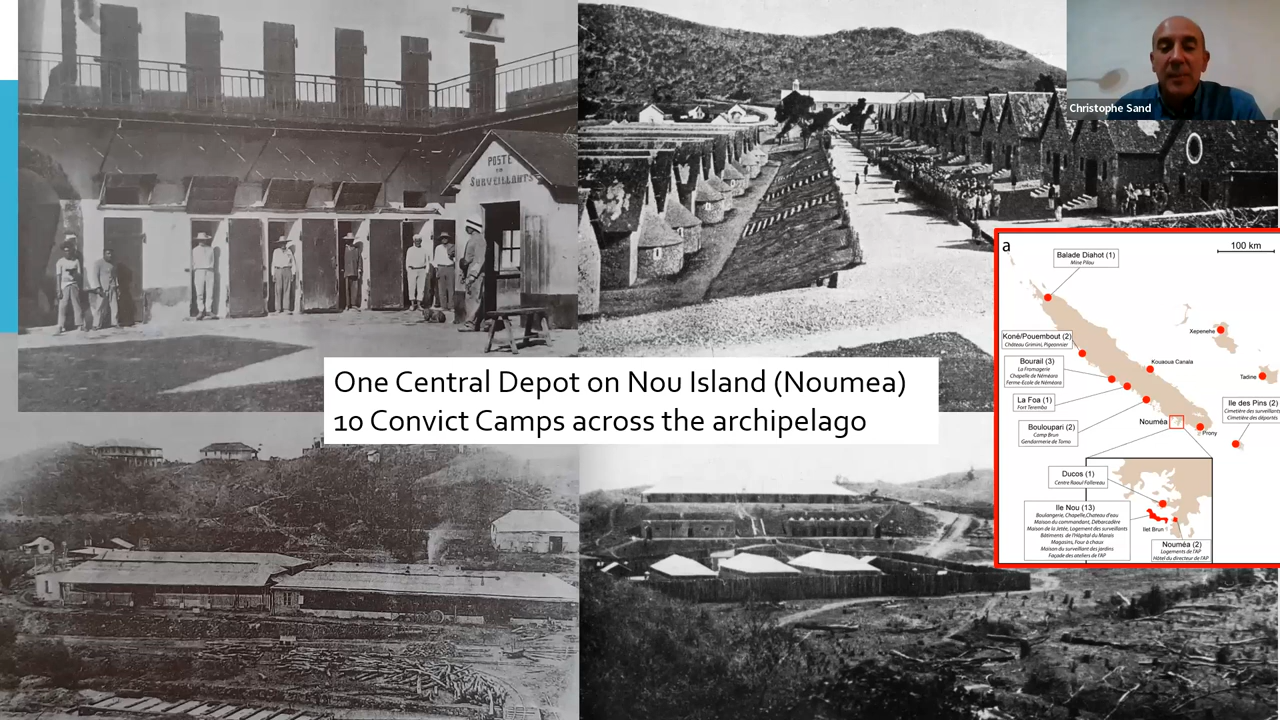 POSTE
DE
SURVEILLANTS
Christophe Sand
One Central Depot on Nou Island (Noumea)
10 Convict Camps across the archipelago
a
100 km
Balade Diahot (1)
Mine Pilou
Xepenehe
Koné/Pouembout (2)
Château Grimini, Pigeonnier
Kouaoua Canala
Bourail (3)
La Fromagerie
Chapelle de Néméara
Ferme-Ecole de Néméara
Tadine
La Foa (1)
Fort Teremba
Ile des Pins (2)
Cimetière des surveillants
Cimetière des déportés
Bouloupari (2)
Camp Brun
Gendarmerie de Tomo
Nouméa
Prony
Ducos (1)
Centre Raoul Follereau
Ile Nou (13)
Boulangerie, Chapelle,Chateau d'eau
Maison du commandant, Débarcadère
Maison de la Jetée, Logement des surveillants
Bâtiments de l'Hôpital du Marais
Magasins, Four à chaux
Maison du surveillant des jardins
Façade des ateliers de l'AP
Ilet Brun
Nouméa (2)
Logements de l'AP
Hôtel du directeur de l'AP